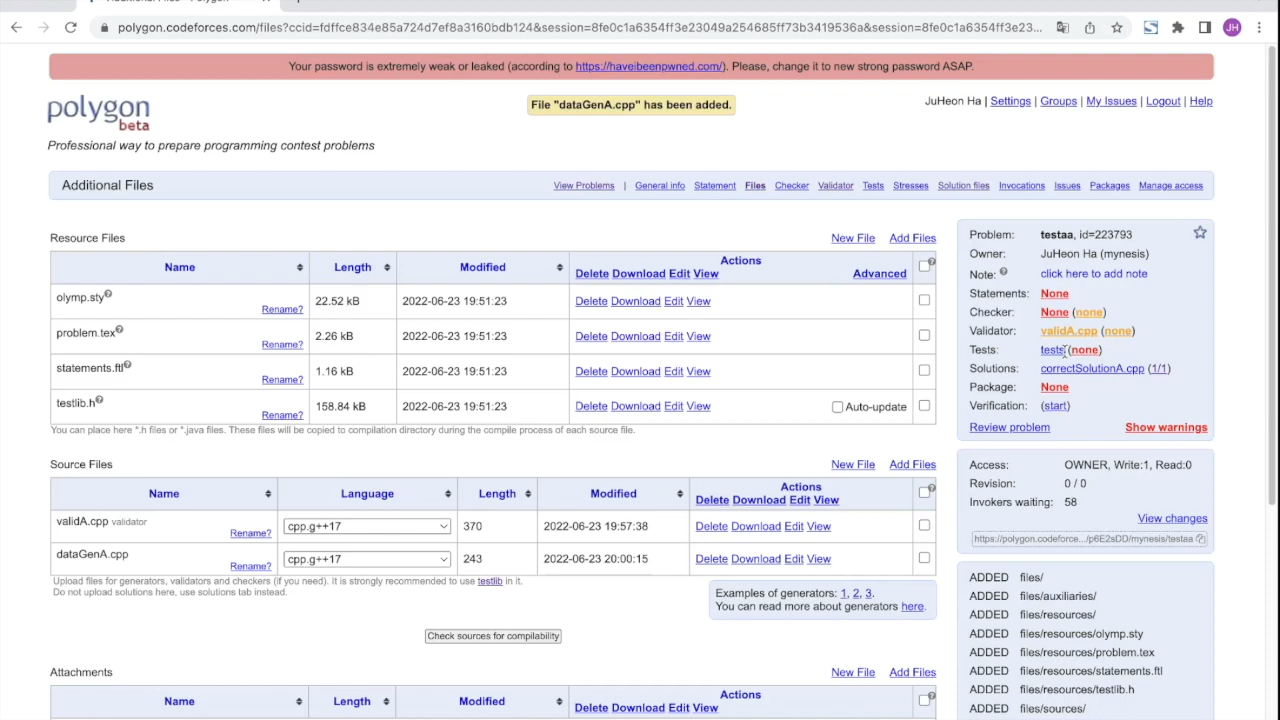 polygon.codeforces.com/files?ccid=fdffce834e85a724d7ef8a3160bdb124&session=8fe0c1a6354ff3e23049a254685ff73b3419536a&session=8fe0c1a6354ff3e230...
JH
Your password is extremely weak or leaked (according to https://haveibeenpwned.com/). Please, change it to new strong password ASAP.
polygon
beta
File "dataGenA.cpp" has been added.
JuHeon Ha | Settings | Groups | My Issues | Logout | Help
Professional way to prepare programming contest problems
Additional Files
View Problems | General info Statement Files Checker Validator Tests Stresses Solution files Invocations Issues Packages Manage access
Resource Files New File Add Files
Name Length Modified Actions
Delete Download Edit View Advanced
olymp.sty? Rename? 22.52 kB 2022-06-23 19:51:23 Delete Download Edit View
problem.tex? Rename? 2.26 kB 2022-06-23 19:51:23 Delete Download Edit View
statements.ftl? Rename? 1.16 kB 2022-06-23 19:51:23 Delete Download Edit View
testlib.h? Rename? 158.84 kB 2022-06-23 19:51:23 Delete Download Edit View Auto-update
You can place here *.h files or *.java files. These files will be copied to compilation directory during the compile process of each source file.
Source Files New File Add Files
Name Language Length Modified Actions
Delete Download Edit View
validA.cpp validator Rename? cpp.g++17 370 2022-06-23 19:57:38 Delete Download Edit View
dataGenA.cpp Rename? cpp.g++17 243 2022-06-23 20:00:15 Delete Download Edit View
Upload files for generators, validators and checkers (if you need). It is strongly recommended to use testlib in it.
Do not upload solutions here, use solutions tab instead.
Examples of generators: 1, 2, 3.
You can read more about generators here.
Check sources for compilability
Attachments New File Add Files
Name Length Modified Actions
Delete Download Edit View
Problem: testaa, id=223793
Owner: JuHeon Ha (mynesis)
Note: ? click here to add note
Statements: None
Checker: None (none)
Validator: validA.cpp (none)
Tests: tests (none)
Solutions: correctSolutionA.cpp (1/1)
Package: None
Verification: (start)
Review problem Show warnings
Access: OWNER, Write:1, Read:0
Revision: 0 / 0
Invokers waiting: 58
View changes
https://polygon.codeforce.../p6E2sDD/mynesis/testaa
ADDED files/
ADDED files/auxiliaries/
ADDED files/resources/
ADDED files/resources/olymp.sty
ADDED files/resources/problem.tex
ADDED files/resources/statements.ftl
ADDED files/resources/testlib.h
ADDED files/sources/